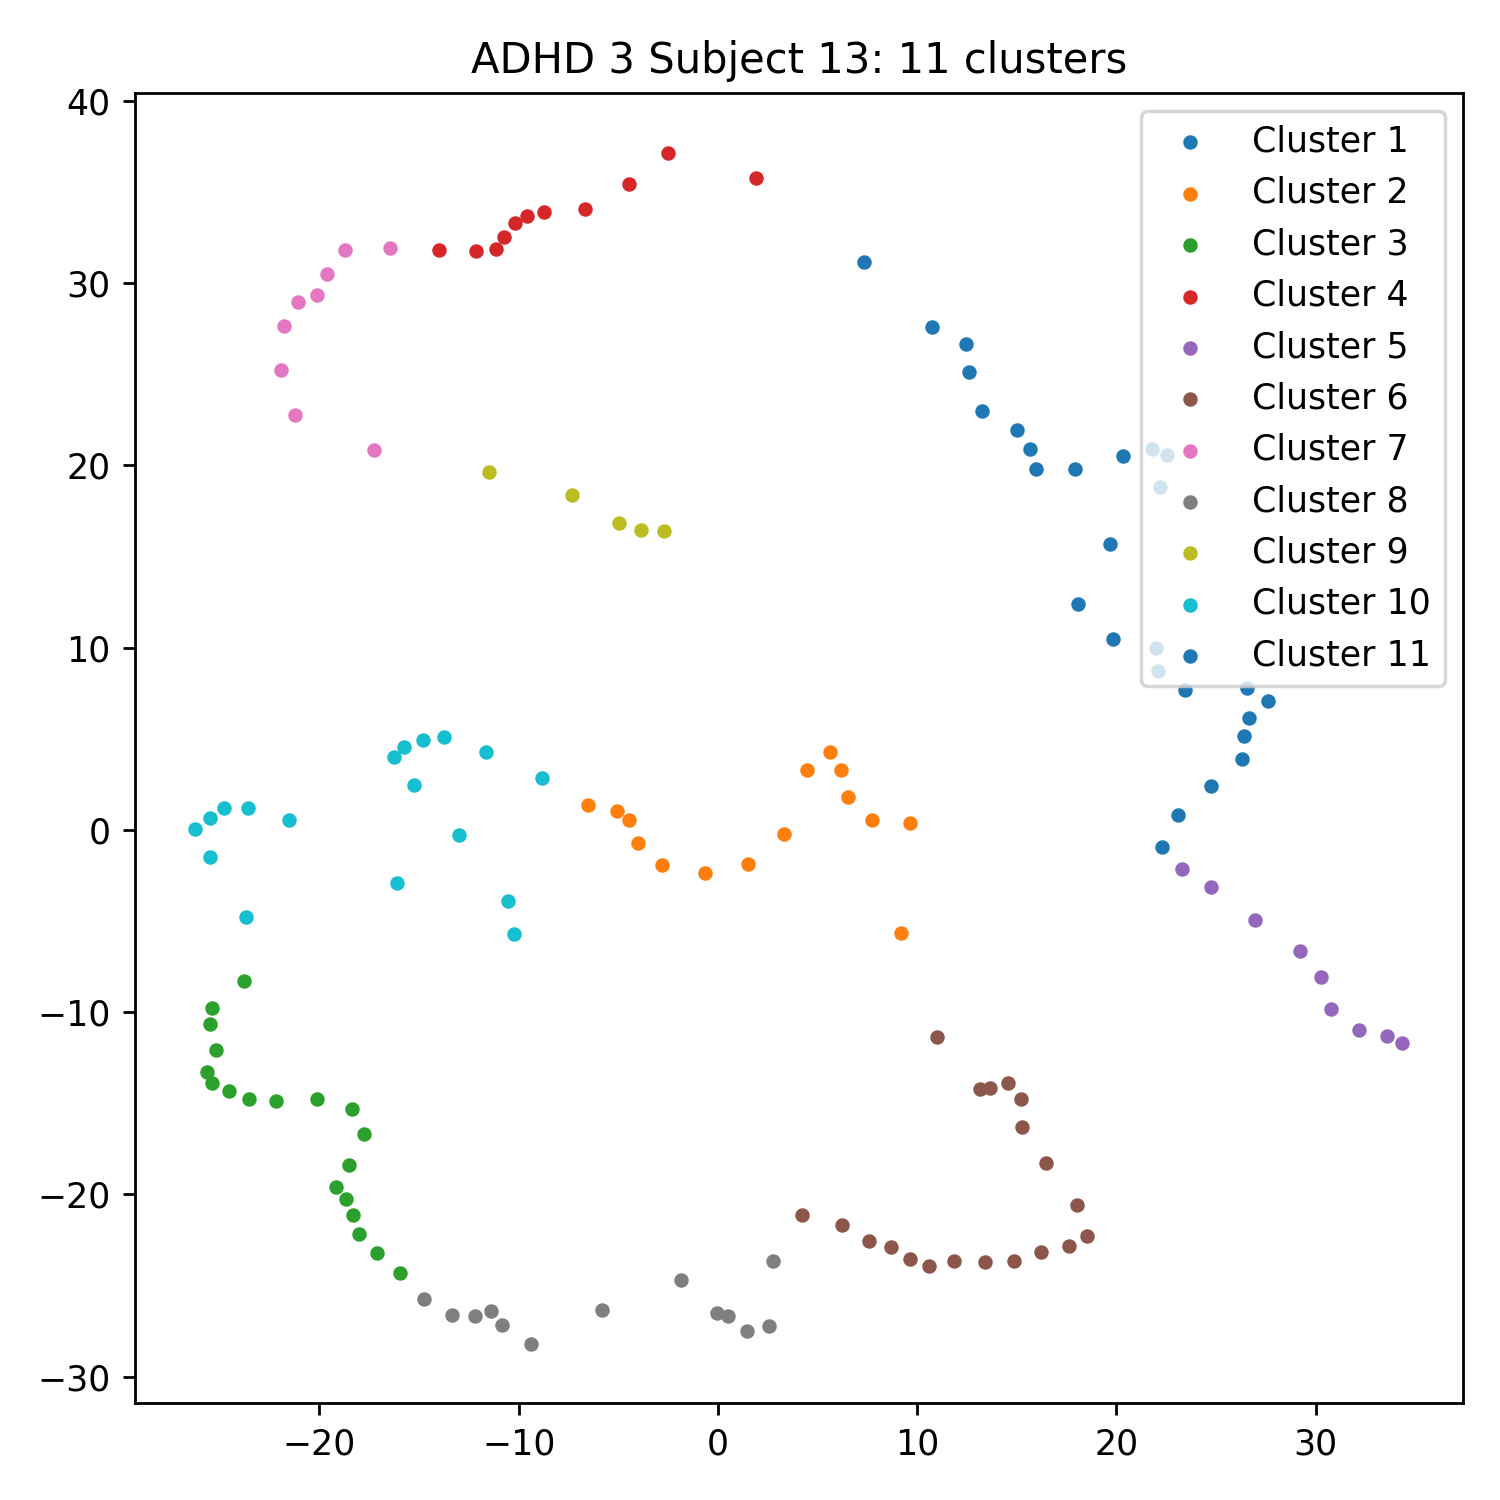 ADHD 3 Subject 13: 11 clusters
40
30
20
10
0
−10
−20
−30
−20
−10
0
10
20
30
Cluster 1
Cluster 2
Cluster 3
Cluster 4
Cluster 5
Cluster 6
Cluster 7
Cluster 8
Cluster 9
Cluster 10
Cluster 11